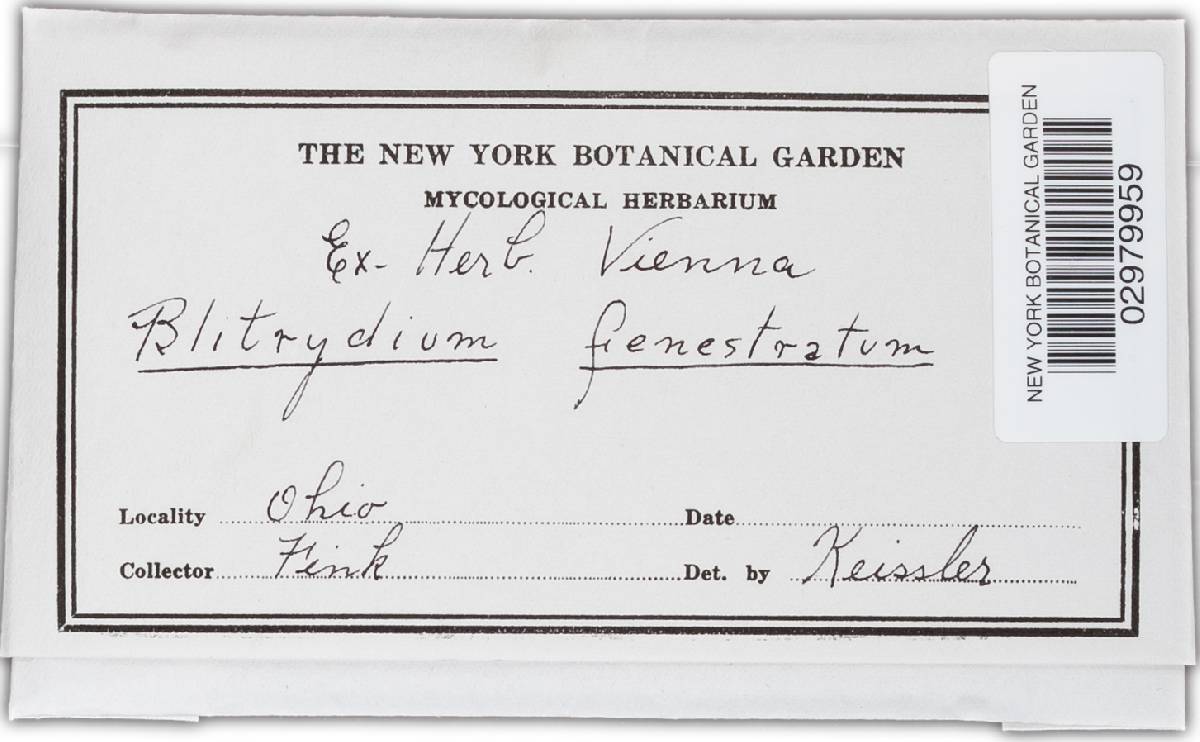 THE NEW YORK BOTANICAL GARDEN
MYCOLOGICAL HERBARIUM
Ex- Herb. Vienna
Blitrydium fenestratum
Locality Ohio Date
Collector Fink Det. by Keissler
NEW YORK BOTANICAL GARDEN
02979959